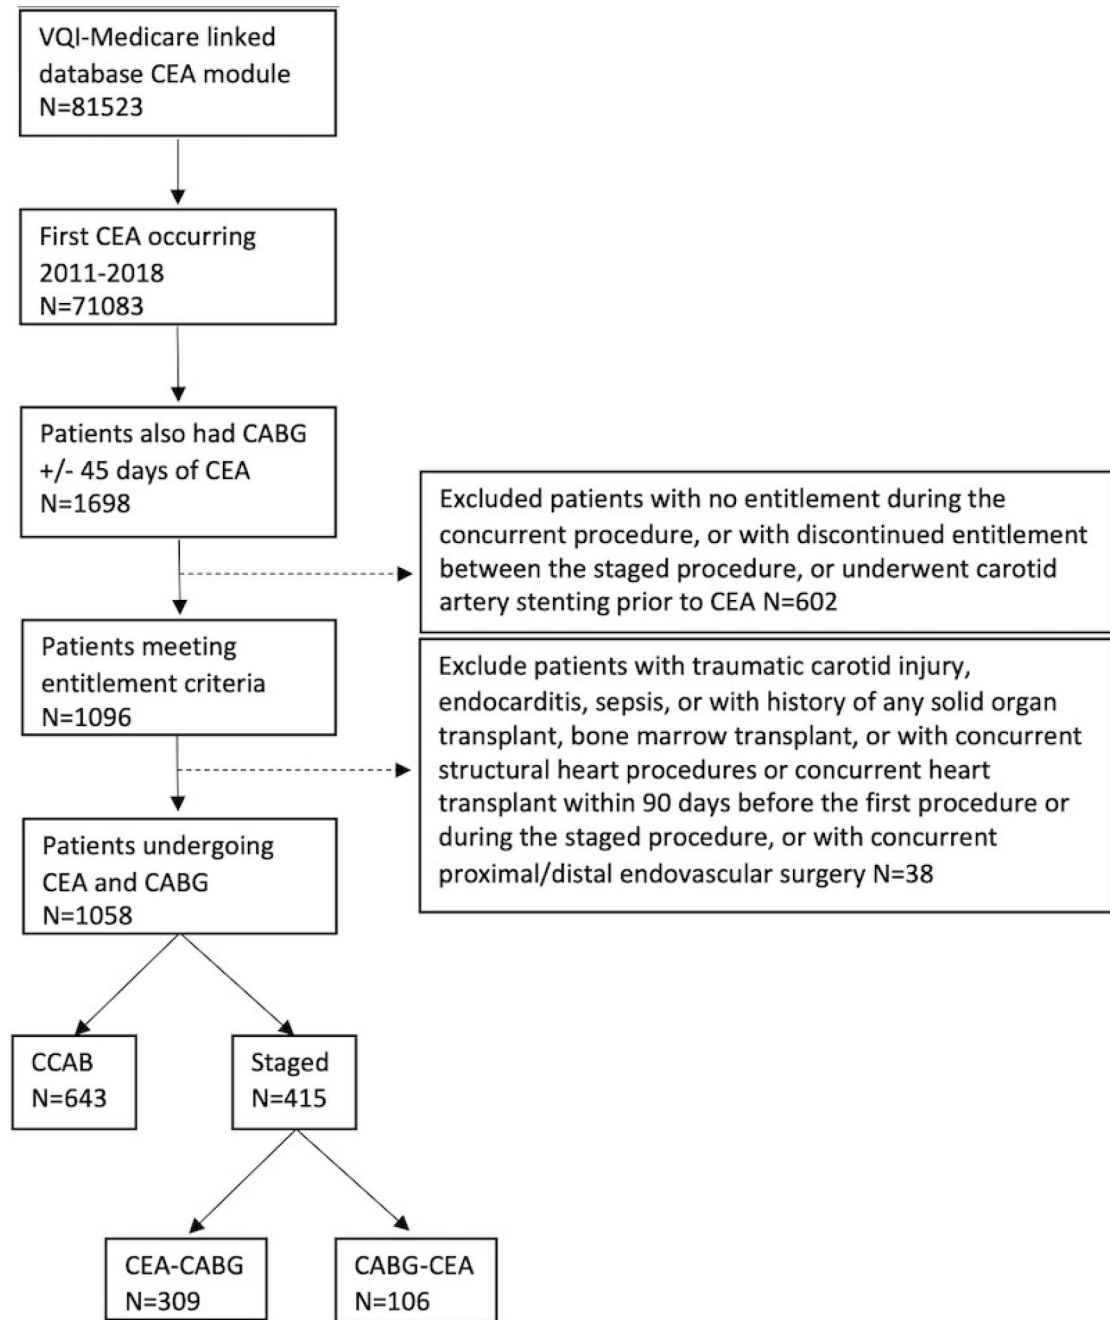 VQI-Medicare linked
database CEA module
N=81523
First CEA occurring
2011-2018
N=71083
Patients also had CABG
+/- 45 days of CEA
N=1698
Excluded patients with no entitlement during the
concurrent procedure, or with discontinued entitlement
between the staged procedure, or underwent carotid
artery stenting prior to CEA N=602
Patients meeting
entitlement criteria
N=1096
Exclude patients with traumatic carotid injury,
endocarditis, sepsis, or with history of any solid organ
transplant, bone marrow transplant, or with concurrent
structural heart procedures or concurrent heart
transplant within 90 days before the first procedure or
during the staged procedure, or with concurrent
proximal/distal endovascular surgery N=38
Patients undergoing
CEA and CABG
N=1058
CCAB
N=643
Staged
N=415
CEA-CABG
N=309
CABG-CEA
N=106